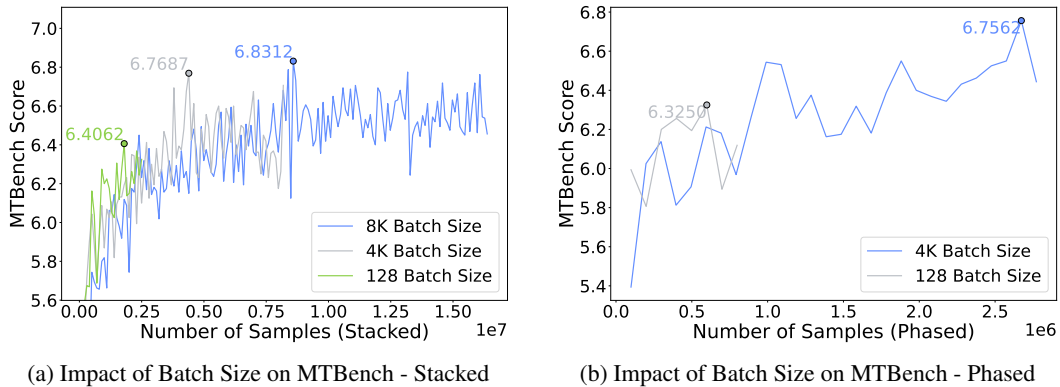 7.0
6.8
6.6
6.4
6.2
6.0
5.8
5.6
MTBench Score
6.4062
6.7687
6.8312
8K Batch Size
4K Batch Size
128 Batch Size
0.00 0.25 0.50 0.75 1.00 1.25 1.50
1e7
Number of Samples (Stacked)
(a) Impact of Batch Size on MTBench - Stacked
6.8
6.6
6.4
6.2
6.0
5.8
5.6
5.4
MTBench Score
6.3250
6.7562
4K Batch Size
128 Batch Size
0.0 0.5 1.0 1.5 2.0 2.5
1e6
Number of Samples (Phased)
(b) Impact of Batch Size on MTBench - Phased